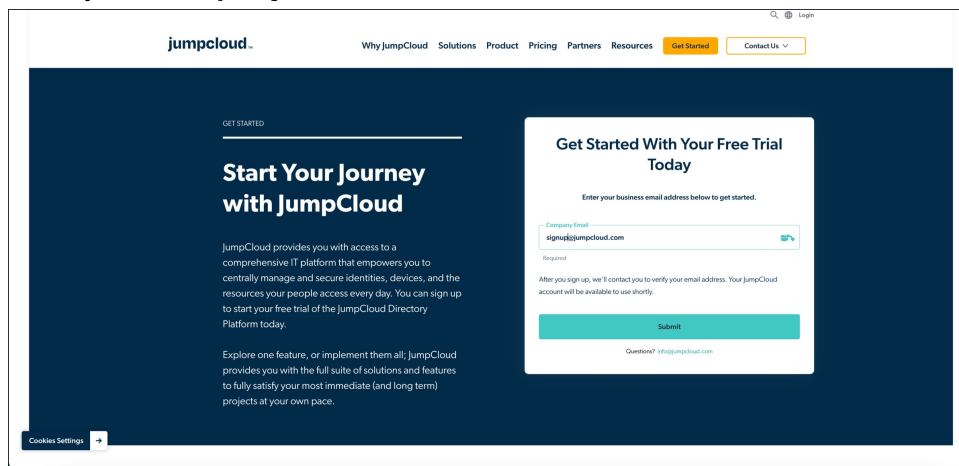 Login
jumpcloud™
Why JumpCloud Solutions Product Pricing Partners Resources Get Started Contact Us
GET STARTED
Start Your Journey
with JumpCloud
JumpCloud provides you with access to a
comprehensive IT platform that empowers you to
centrally manage and secure identities, devices, and the
resources your people access every day. You can sign up
to start your free trial of the JumpCloud Directory
Platform today.
Explore one feature, or implement them all; JumpCloud
provides you with the full suite of solutions and features
to fully satisfy your most immediate (and long term)
projects at your own pace.
Get Started With Your Free Trial
Today
Enter your business email address below to get started.
Company Email
signup@jumpcloud.com
Required
After you sign up, we'll contact you to verify your email address. Your JumpCloud
account will be available to use shortly.
Submit
Questions? info@jumpcloud.com
Cookies Settings